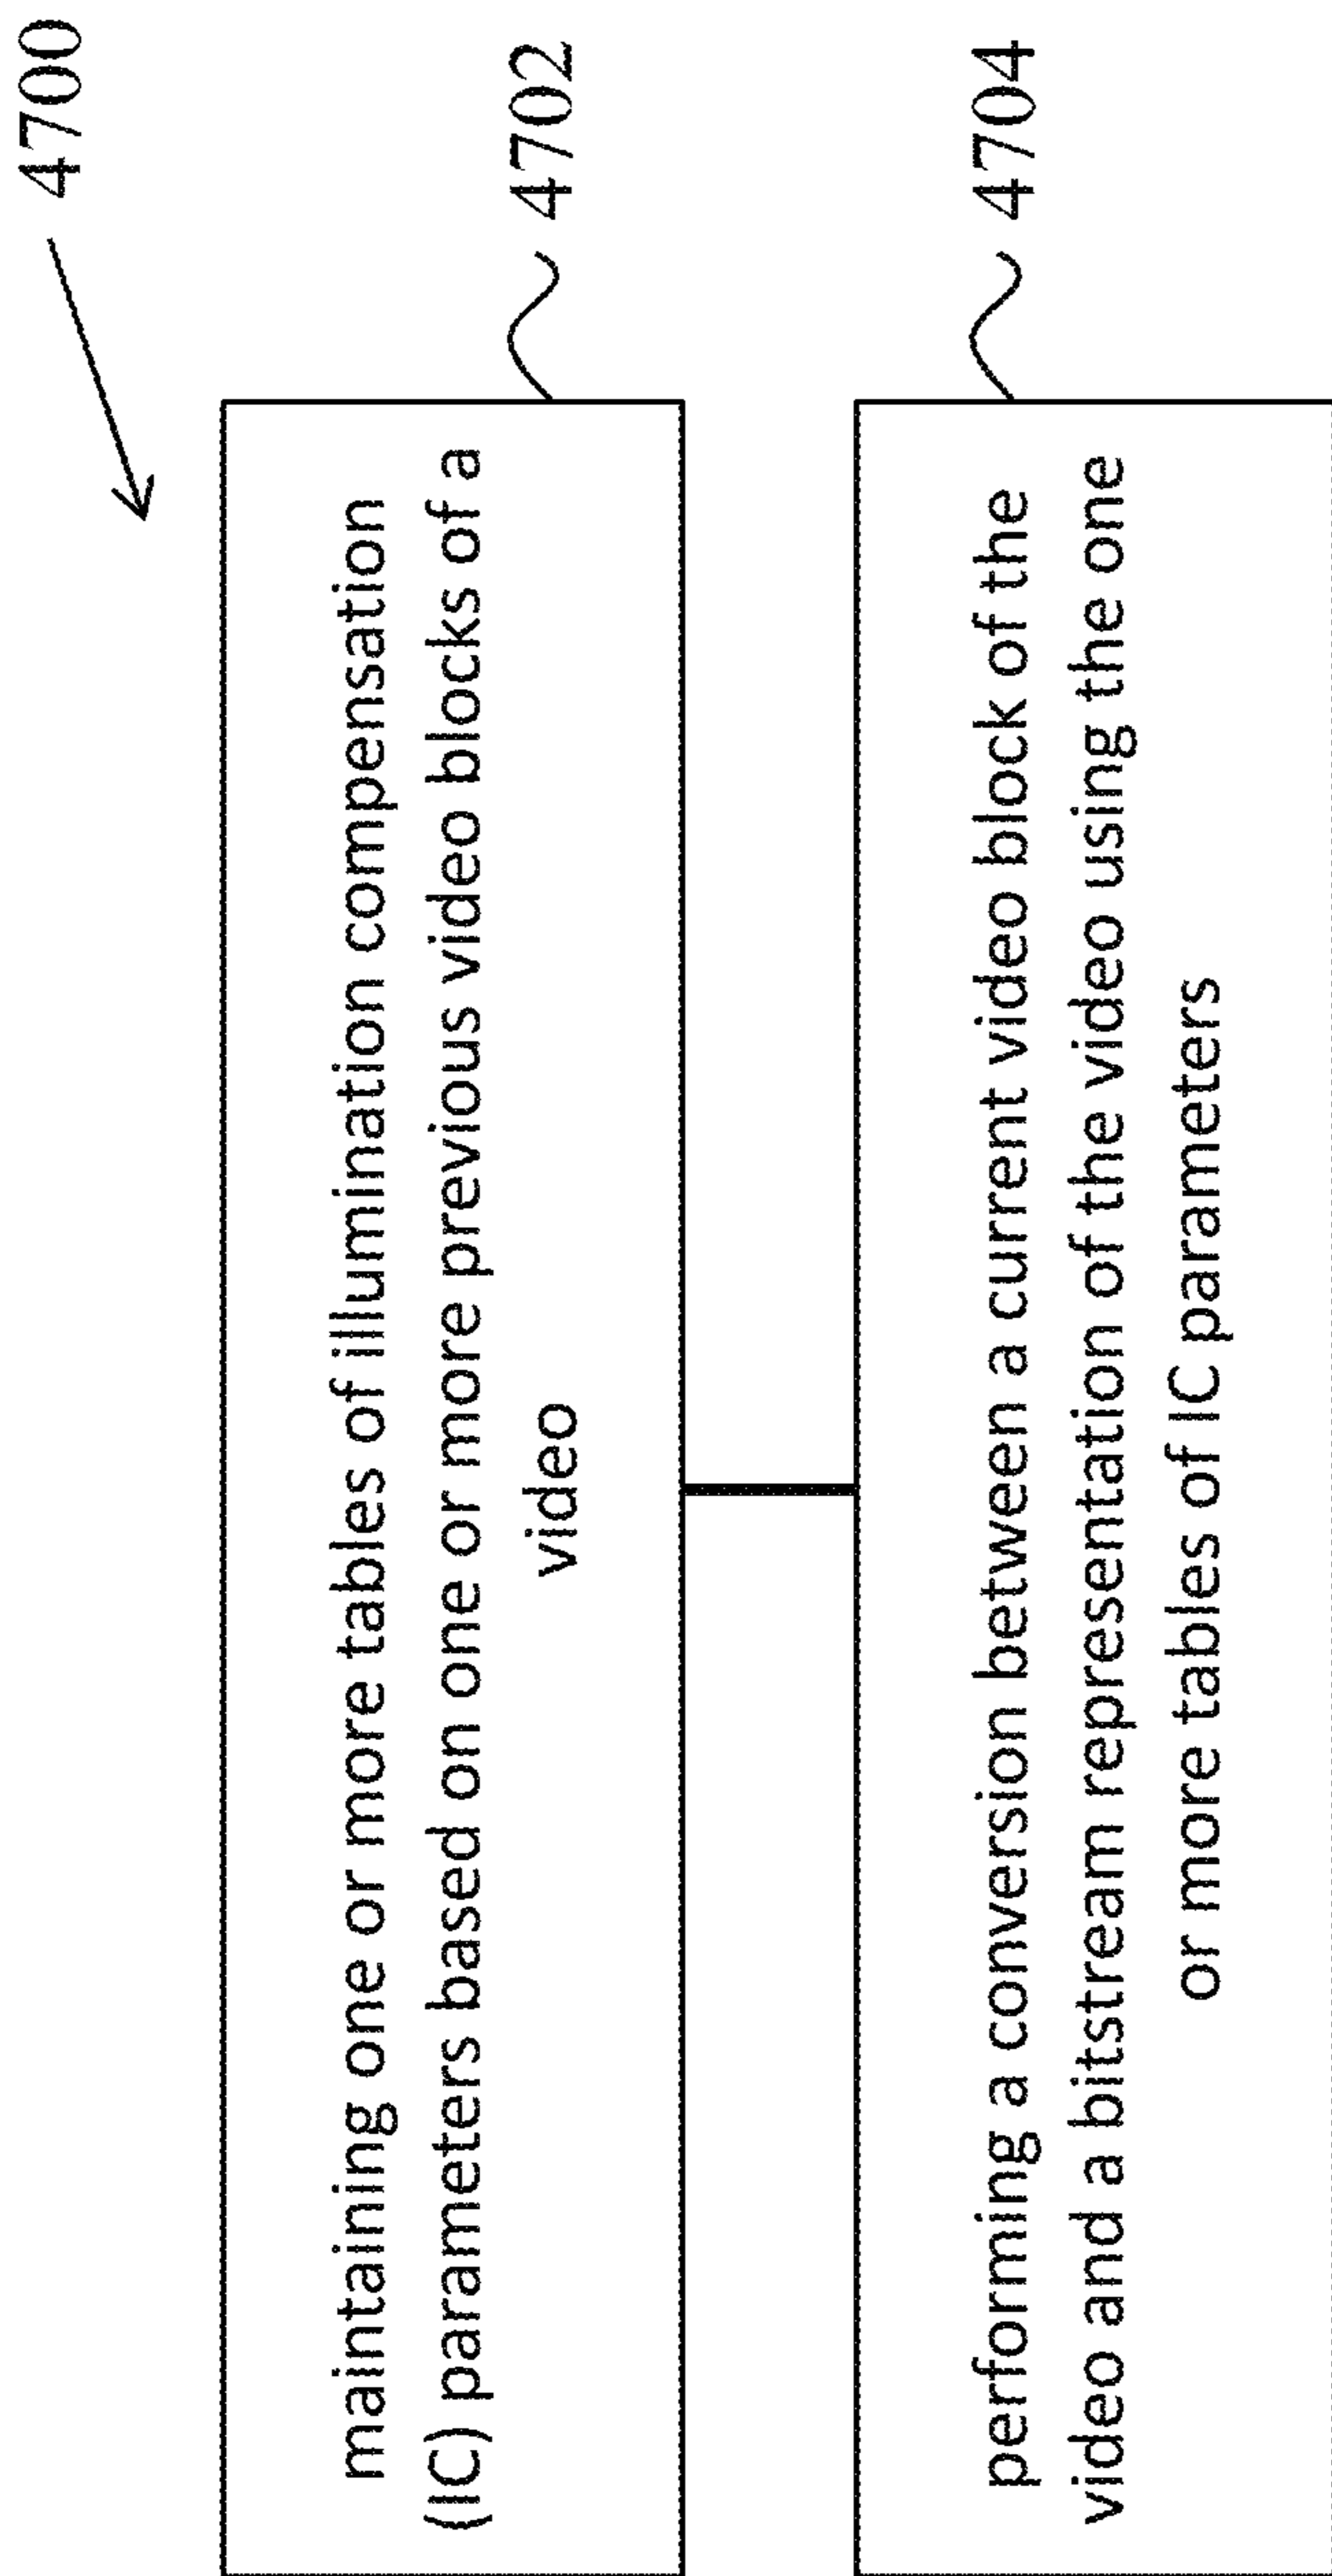 4700
maintaining one or more tables of illumination compensation
(IC) parameters based on one or more previous video blocks of a
video
4702
performing a conversion between a current video block of the
video and a bitstream representation of the video using the one
or more tables of IC parameters
4704